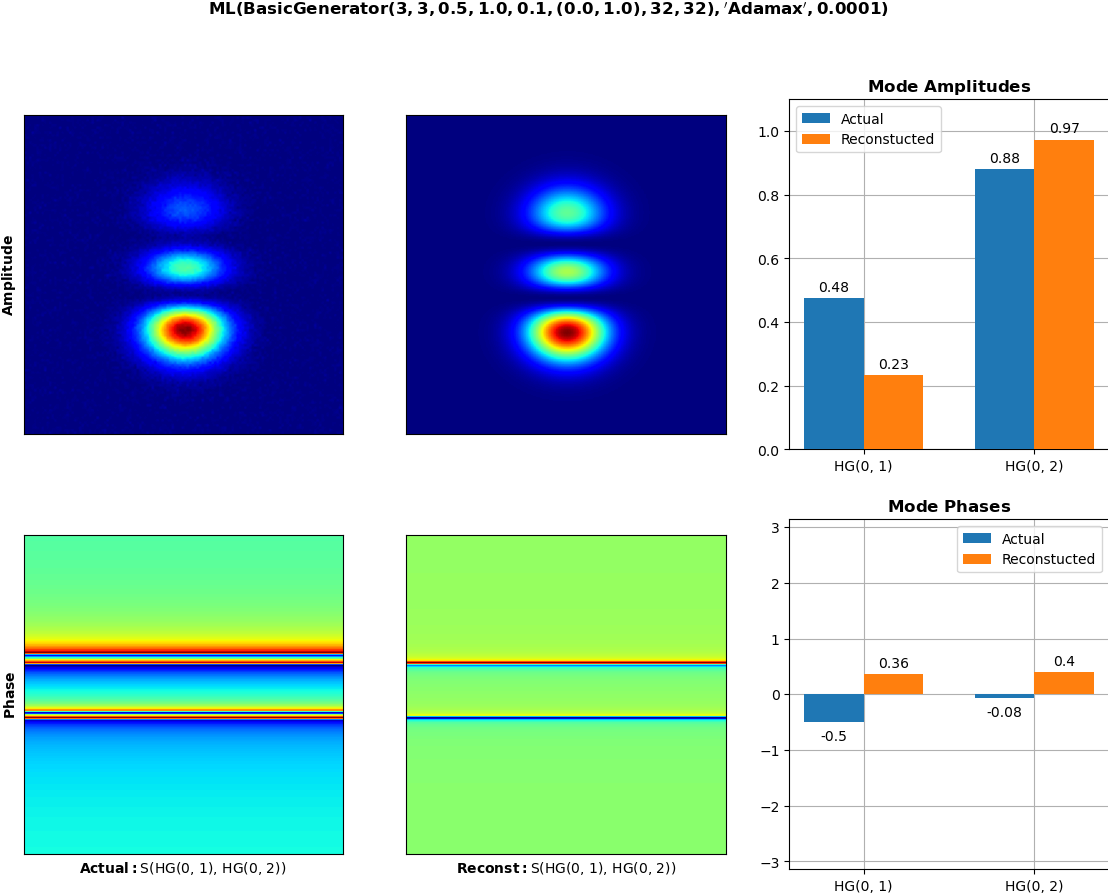 ML(BasicGenerator(3, 3, 0.5, 1.0, 0.1, (0.0, 1.0), 32, 32), 'Adamax', 0.0001)
Amplitude
Mode Amplitudes
Actual
Reconstucted
1.0
0.8
0.6
0.4
0.2
0.0
0.48
0.23
0.88
0.97
HG(0, 1)
HG(0, 2)
Phase
Actual: S(HG(0, 1), HG(0, 2))
Reconst: S(HG(0, 1), HG(0, 2))
Mode Phases
Actual
Reconstucted
3
2
1
0
−1
−2
−3
0.36
-0.5
0.4
-0.08
HG(0, 1)
HG(0, 2)